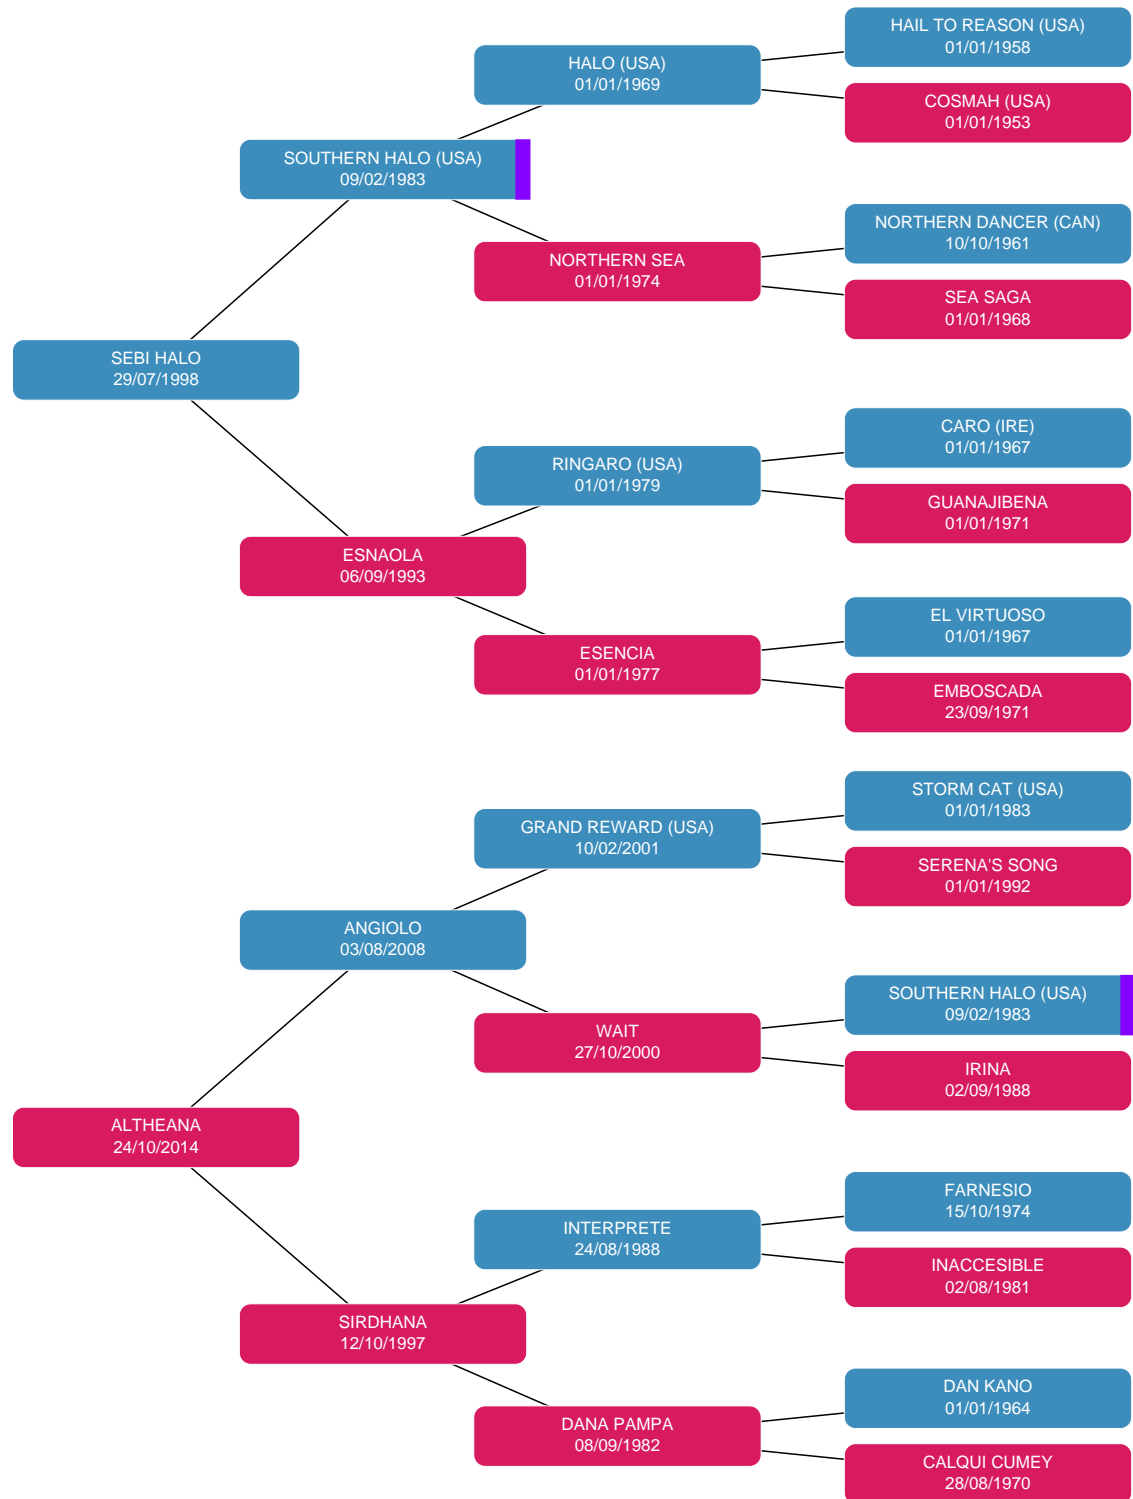 HAIL TO REASON (USA)
01/01/1958
HALO (USA)
01/01/1969
COSMAH (USA)
01/01/1953
SOUTHERN HALO (USA)
09/02/1983
NORTHERN DANCER (CAN)
10/10/1961
NORTHERN SEA
01/01/1974
SEA SAGA
01/01/1968
SEBI HALO
29/07/1998
CARO (IRE)
01/01/1967
RINGARO (USA)
01/01/1979
GUANAJIBENA
01/01/1971
ESNAOLA
06/09/1993
EL VIRTUOSO
01/01/1967
ESENCIA
01/01/1977
EMBOSCADA
23/09/1971
STORM CAT (USA)
01/01/1983
GRAND REWARD (USA)
10/02/2001
SERENA'S SONG
01/01/1992
ANGIOLO
03/08/2008
SOUTHERN HALO (USA)
09/02/1983
WAIT
27/10/2000
IRINA
02/09/1988
ALTHEANA
24/10/2014
FARNESIO
15/10/1974
INTERPRETE
24/08/1988
INACCESIBLE
02/08/1981
SIRDHANA
12/10/1997
DAN KANO
01/01/1964
DANA PAMPA
08/09/1982
CALQUI CUMEY
28/08/1970